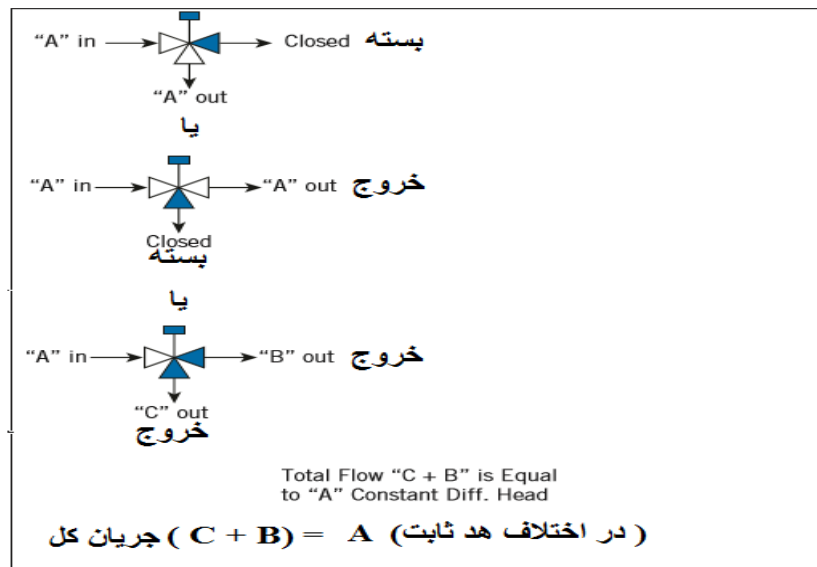 “A” in Closed بسته
“A” out
یا
“A” in “A” out خروج
Closed
بسته
یا
“A” in “B” out خروج
“C” out
خروج
Total Flow “C + B” is Equal
to “A” Constant Diff. Head
جریان کل ( C + B) = A (در اختلاف هد ثابت )